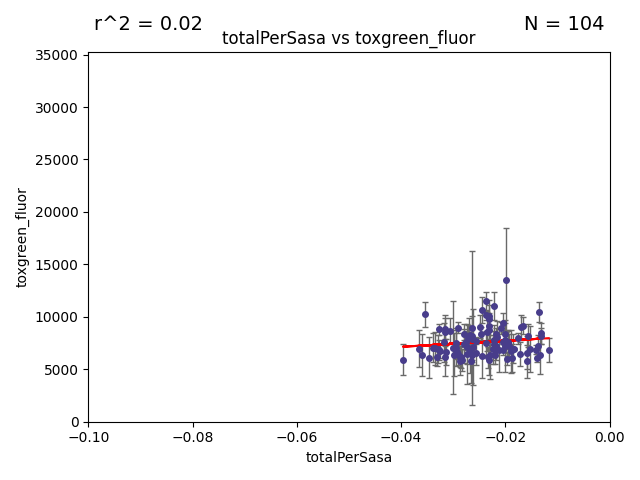 r^2 = 0.02
N = 104
totalPerSasa vs toxgreen_fluor
35000
30000
25000
20000
15000
10000
5000
0
toxgreen_fluor
−0.10
−0.08
−0.06
−0.04
−0.02
0.00
totalPerSasa